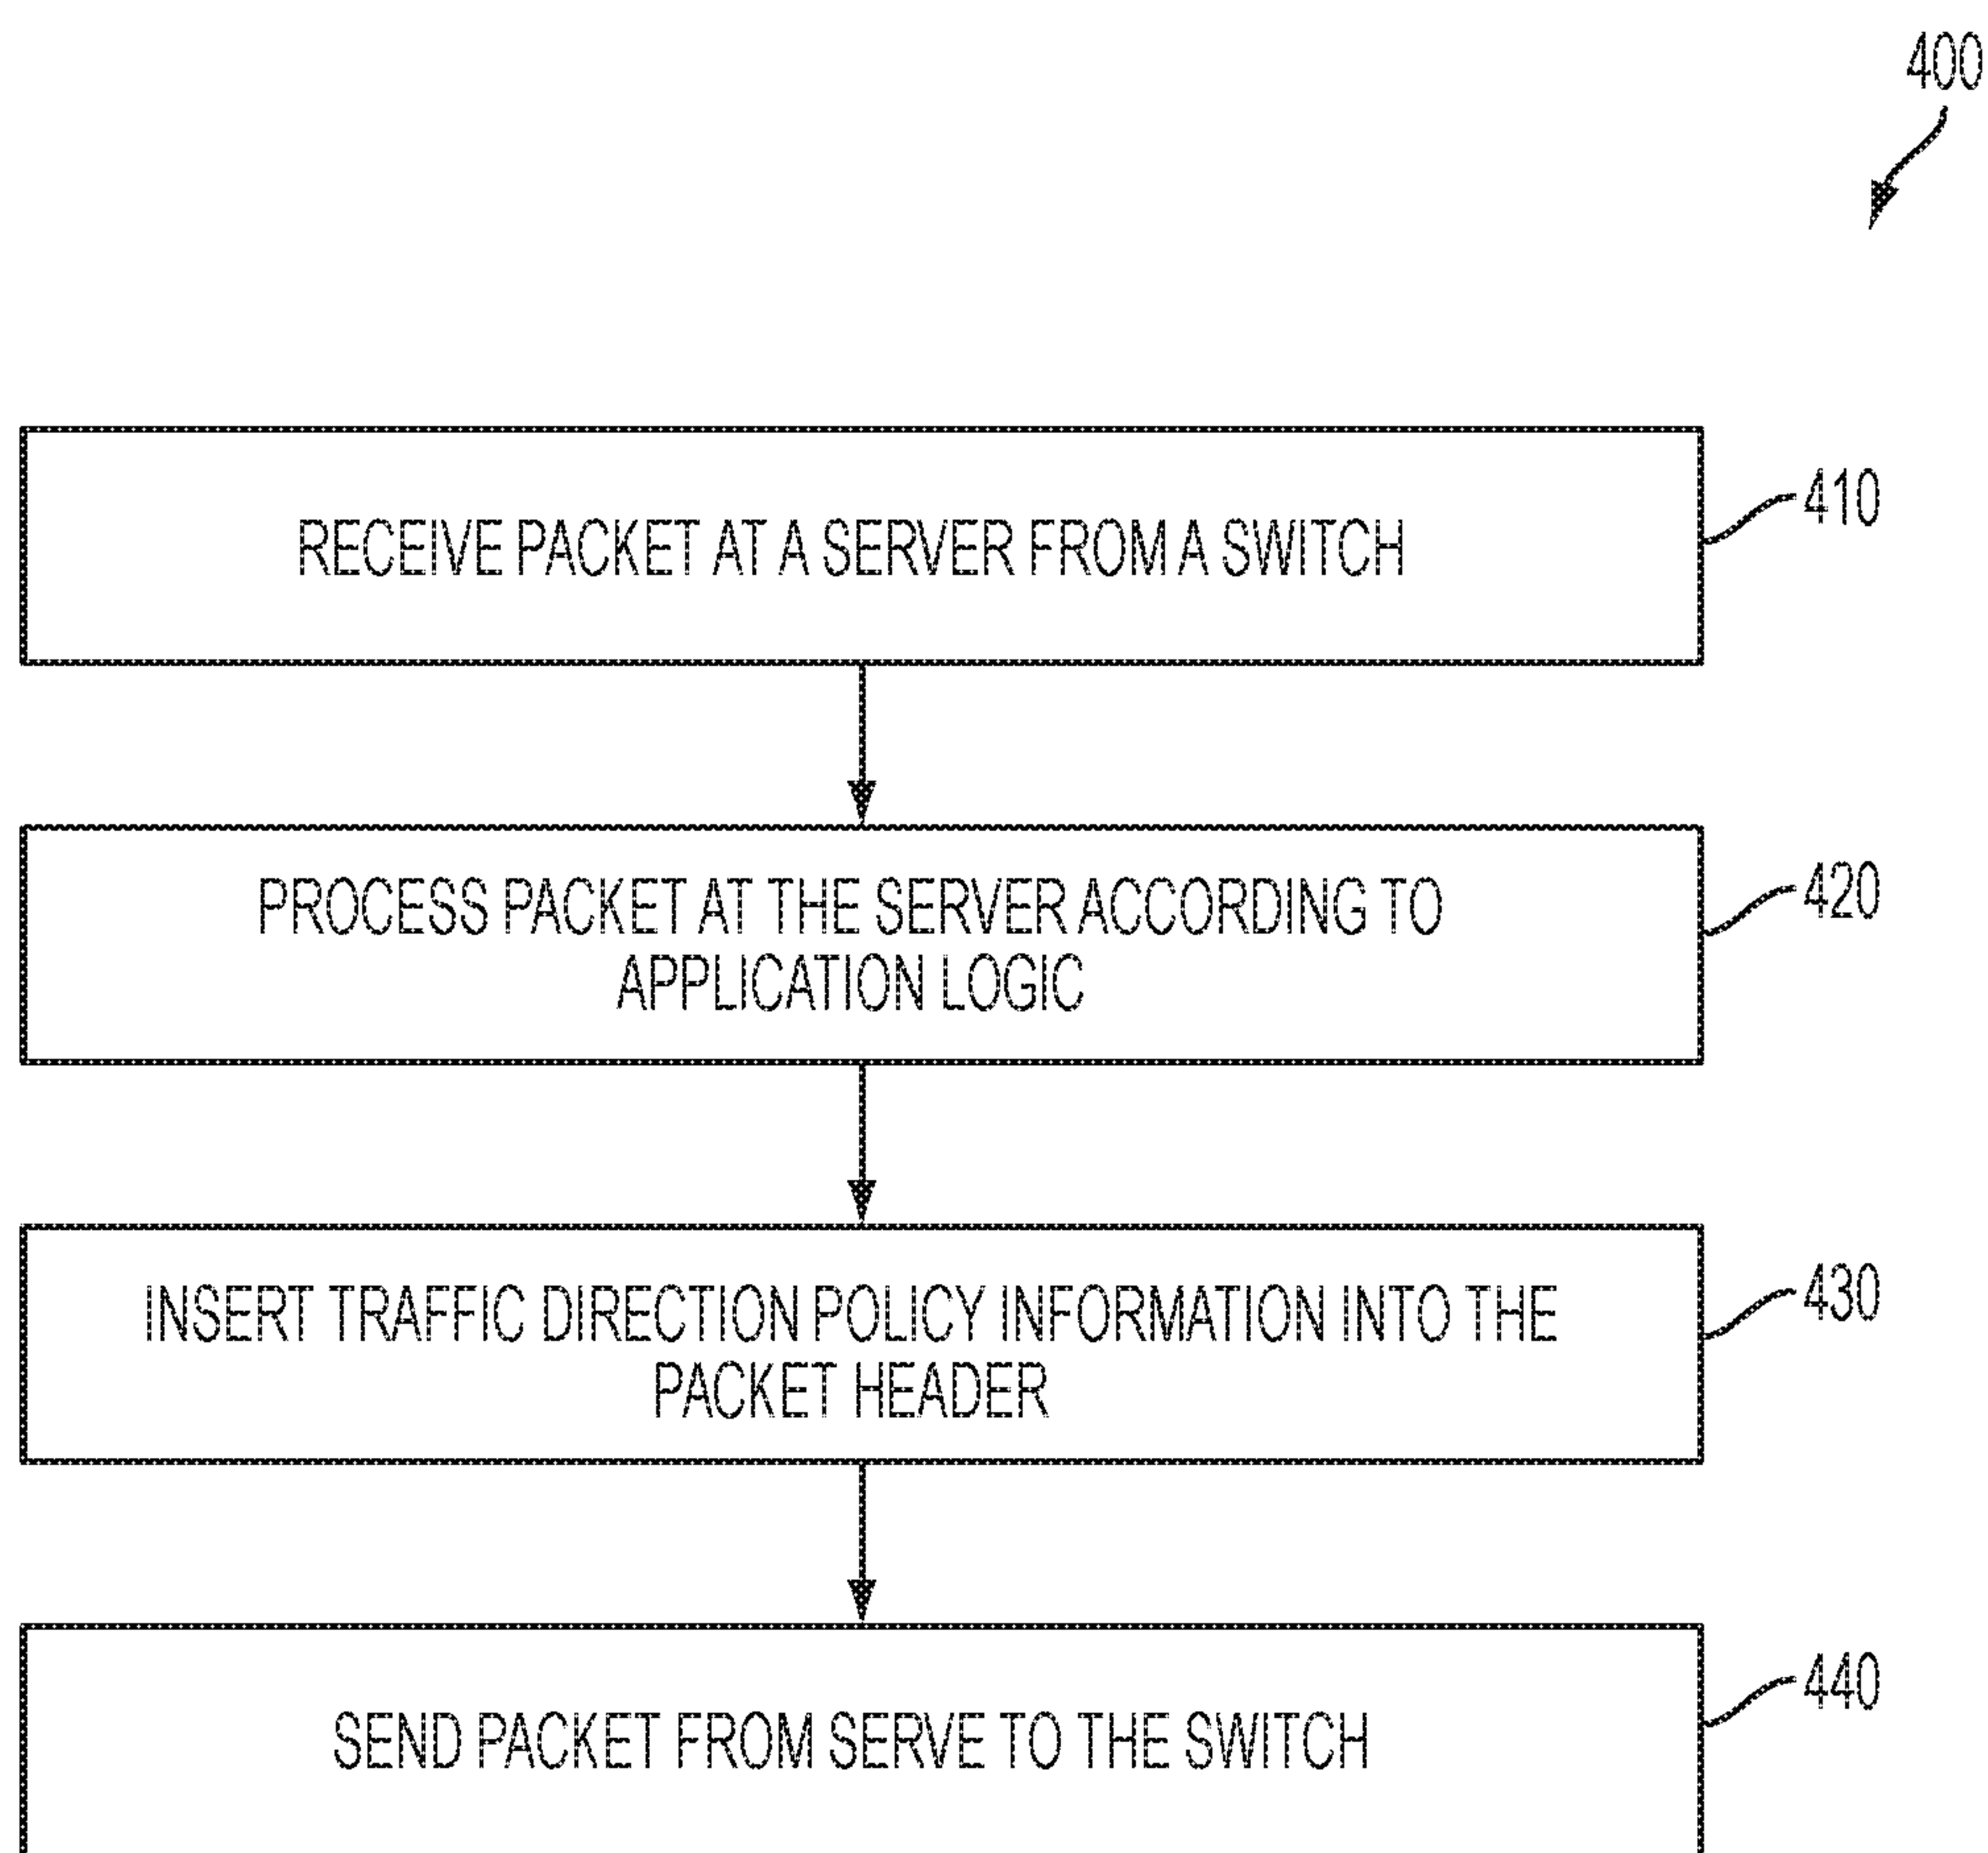 400
RECEIVE PACKET AT A SERVER FROM A SWITCH
410
PROCESS PACKET AT THE SERVER ACCORDING TO
APPLICATION LOGIC
420
INSERT TRAFFIC DIRECTION POLICY INFORMATION INTO THE
PACKET HEADER
430
SEND PACKET FROM SERVE TO THE SWITCH
440